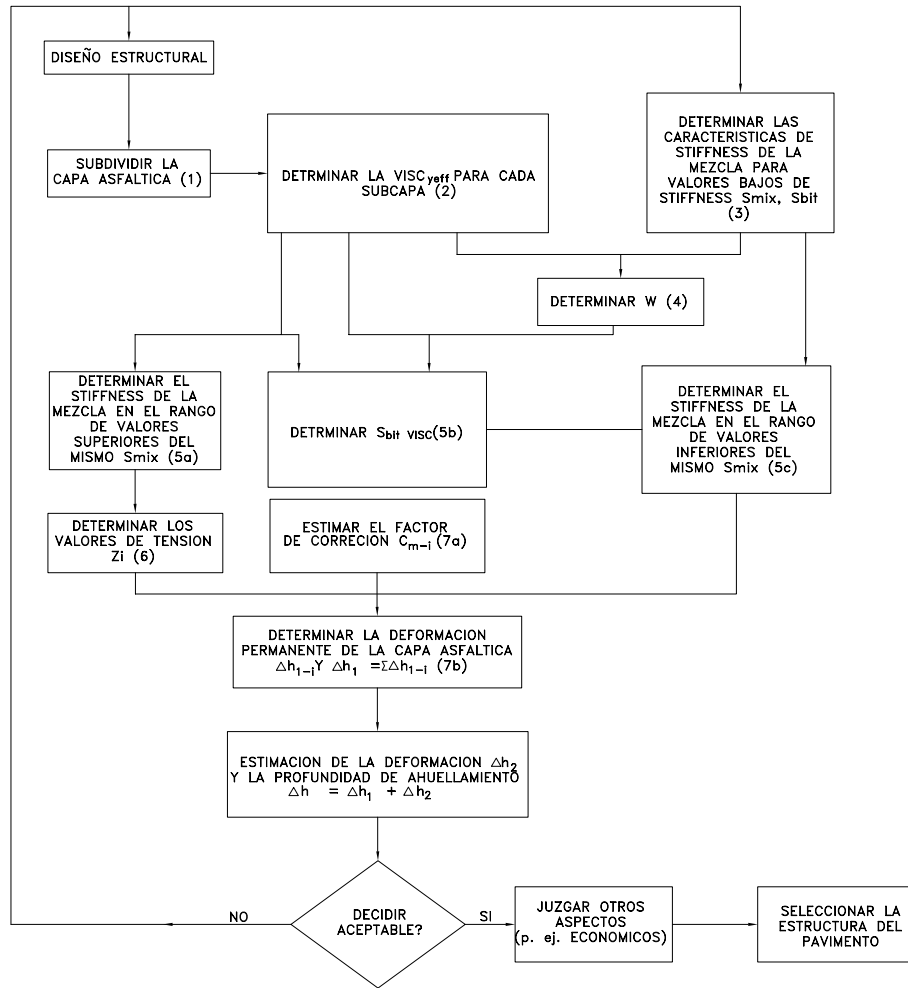 DISEÑO ESTRUCTURAL
SUBDIVIDIR LA
CAPA ASFALTICA (1)
DETRMINAR LA VISCyeff PARA CADA
SUBCAPA (2)
DETERMINAR LAS
CARACTERISTICAS DE
STIFFNESS DE LA
MEZCLA PARA
VALORES BAJOS DE
STIFFNESS Smix, Sbit
(3)
DETERMINAR W (4)
DETERMINAR EL
STIFFNESS DE LA
MEZCLA EN EL RANGO
DE VALORES
SUPERIORES DEL
MISMO Smix (5a)
DETRMINAR Sbit VISC(5b)
DETERMINAR EL
STIFFNESS DE LA
MEZCLA EN EL RANGO
DE VALORES
INFERIORES DEL
MISMO Smix (5c)
DETERMINAR LOS
VALORES DE TENSION
Zi (6)
ESTIMAR EL FACTOR
DE CORRECION Cm-i (7a)
DETERMINAR LA DEFORMACION
PERMANENTE DE LA CAPA ASFALTICA
△h1-i Y △h1 =Σ△h1-i (7b)
ESTIMACION DE LA DEFORMACION △h2
Y LA PROFUNDIDAD DE AHUELLAMIENTO
△h = △h1 + △h2
NO
DECIDIR
ACEPTABLE?
SI
JUZGAR OTROS
ASPECTOS
(p. ej. ECONOMICOS)
SELECCIONAR LA
ESTRUCTURA DEL
PAVIMENTO